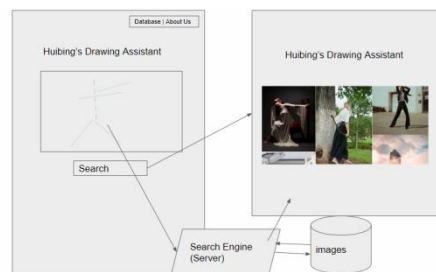 Database | About Us
Huibing's Drawing Assistant
Search
Huibing's Drawing Assistant
Search Engine
(Server)
images